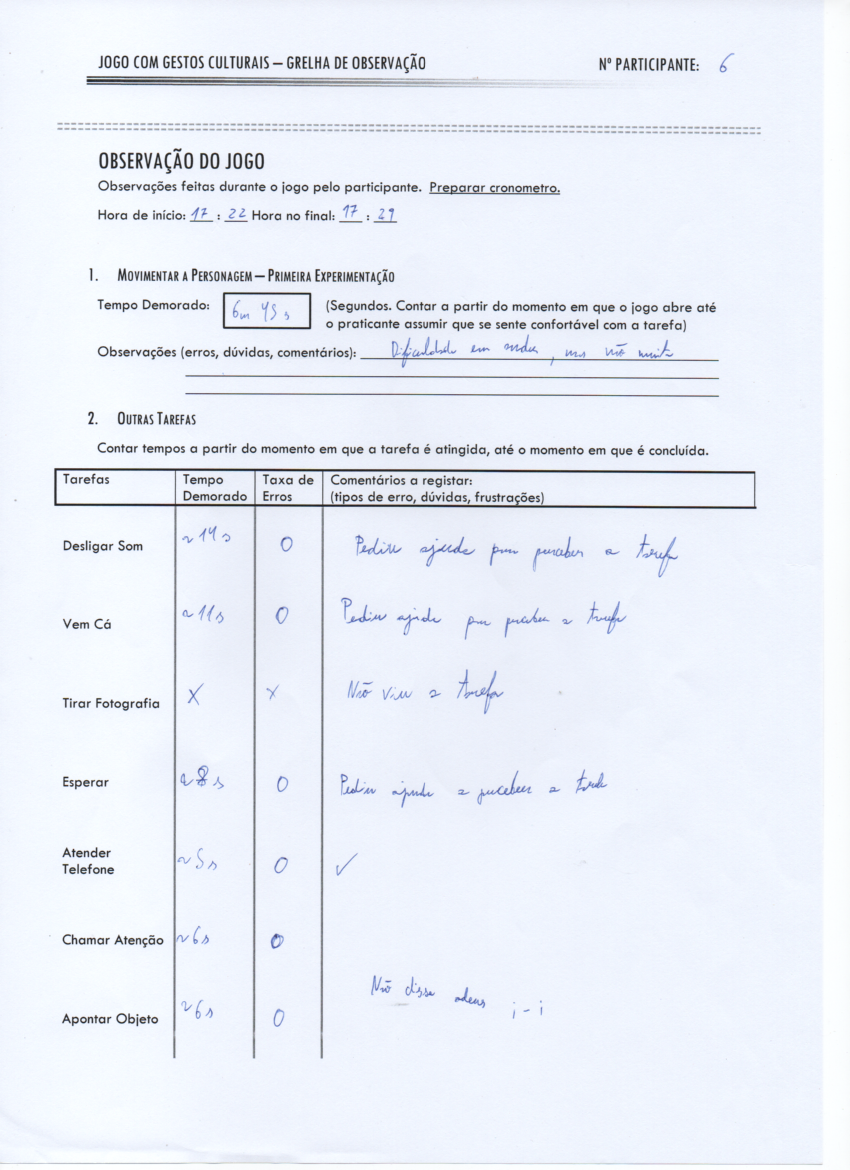 JOGO COM GESTOS CULTURAIS – GRELHA DE OBSERVAÇÃO Nº PARTICIPANTE: 6
OBSERVAÇÃO DO JOGO
Observações feitas durante o jogo pelo participante. Preparar cronometro.
Hora de início: 17 : 22 Hora no final: 17 : 29
1. MOVIMENTAR A PERSONAGEM – PRIMEIRA EXPERIMENTAÇÃO
Tempo Demorado: 6m 45s (Segundos. Contar a partir do momento em que o jogo abre até
o praticante assumir que se sente confortável com a tarefa)
Observações (erros, dúvidas, comentários): Dificuldade em andar, mas não muita
2. OUTRAS TAREFAS
Contar tempos a partir do momento em que a tarefa é atingida, até o momento em que é concluída.
Tarefas Tempo Taxa de Comentários a registar:
Demorado Erros (tipos de erro, dúvidas, frustrações)
Desligar Som ~14s 0 Pediu ajuda para perceber a tarefa
Vem Cá ~11s 0 Pediu ajuda para perceber a tarefa
Tirar Fotografia X X Não viu a tarefa
Esperar ~8s 0 Pediu ajuda a perceber a tarefa
Atender
Telefone ~5s 0 ✓
Chamar Atenção ~6s 0
Não disse adeus i-i
Apontar Objeto ~6s 0